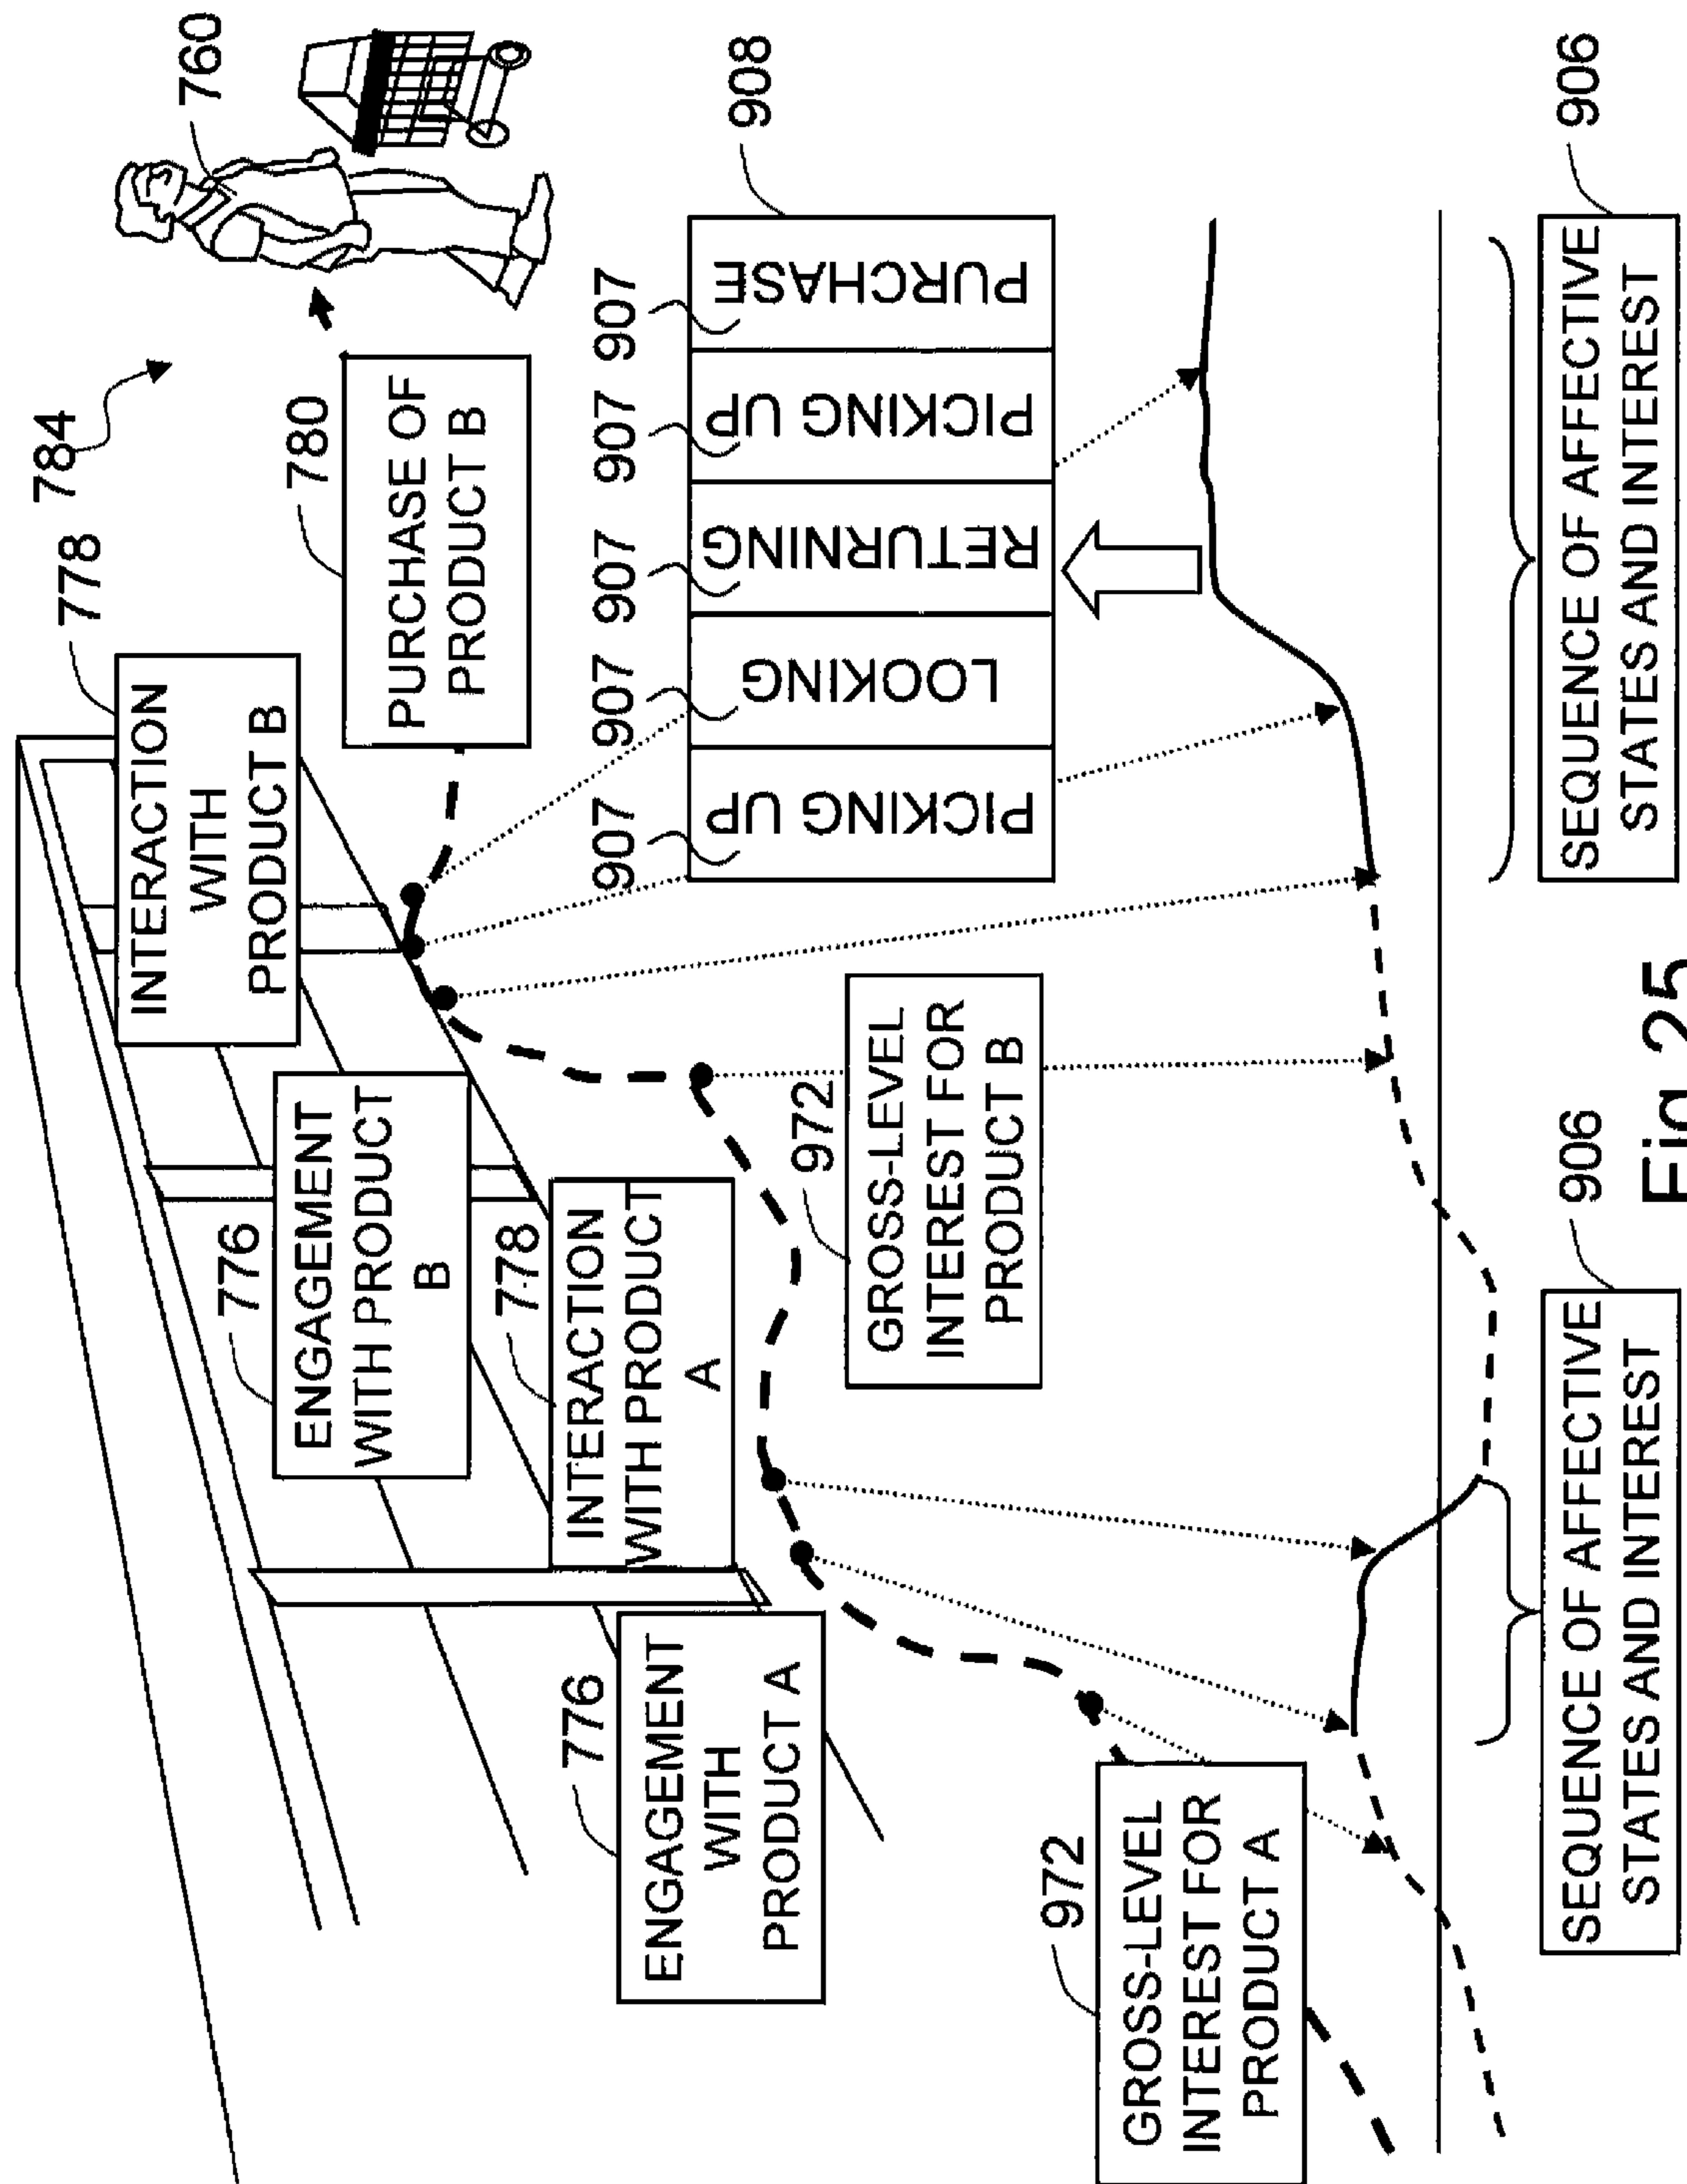 784
760
778
INTERACTION
WITH
PRODUCT B
776
ENGAGEMENT
WITH PRODUCT
B
780
PURCHASE OF
PRODUCT B
778
INTERACTION
WITH PRODUCT
A
776
ENGAGEMENT
WITH
PRODUCT A
907
907
907
907
907
908
PICKING UP
LOOKING
RETURNING
PICKING UP
PURCHASE
972
GROSS-LEVEL
INTEREST FOR
PRODUCT B
972
GROSS-LEVEL
INTEREST FOR
PRODUCT A
906
SEQUENCE OF AFFECTIVE
STATES AND INTEREST
906
SEQUENCE OF AFFECTIVE
STATES AND INTEREST
Fig. 25